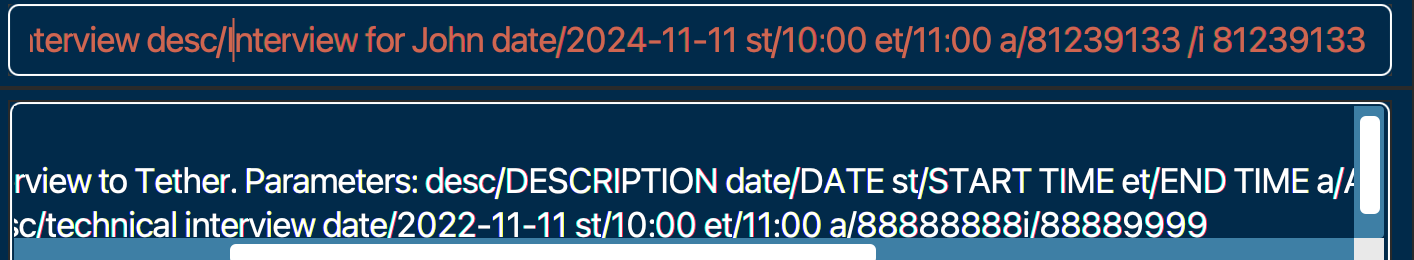 nterview desc/Interview for John date/2024-11-11 st/10:00 et/11:00 a/81239133 /i 81239133
rview to Tether. Parameters: desc/DESCRIPTION date/DATE st/START TIME et/END TIME a/A
sc/technical interview date/2022-11-11 st/10:00 et/11:00 a/88888888i/88889999